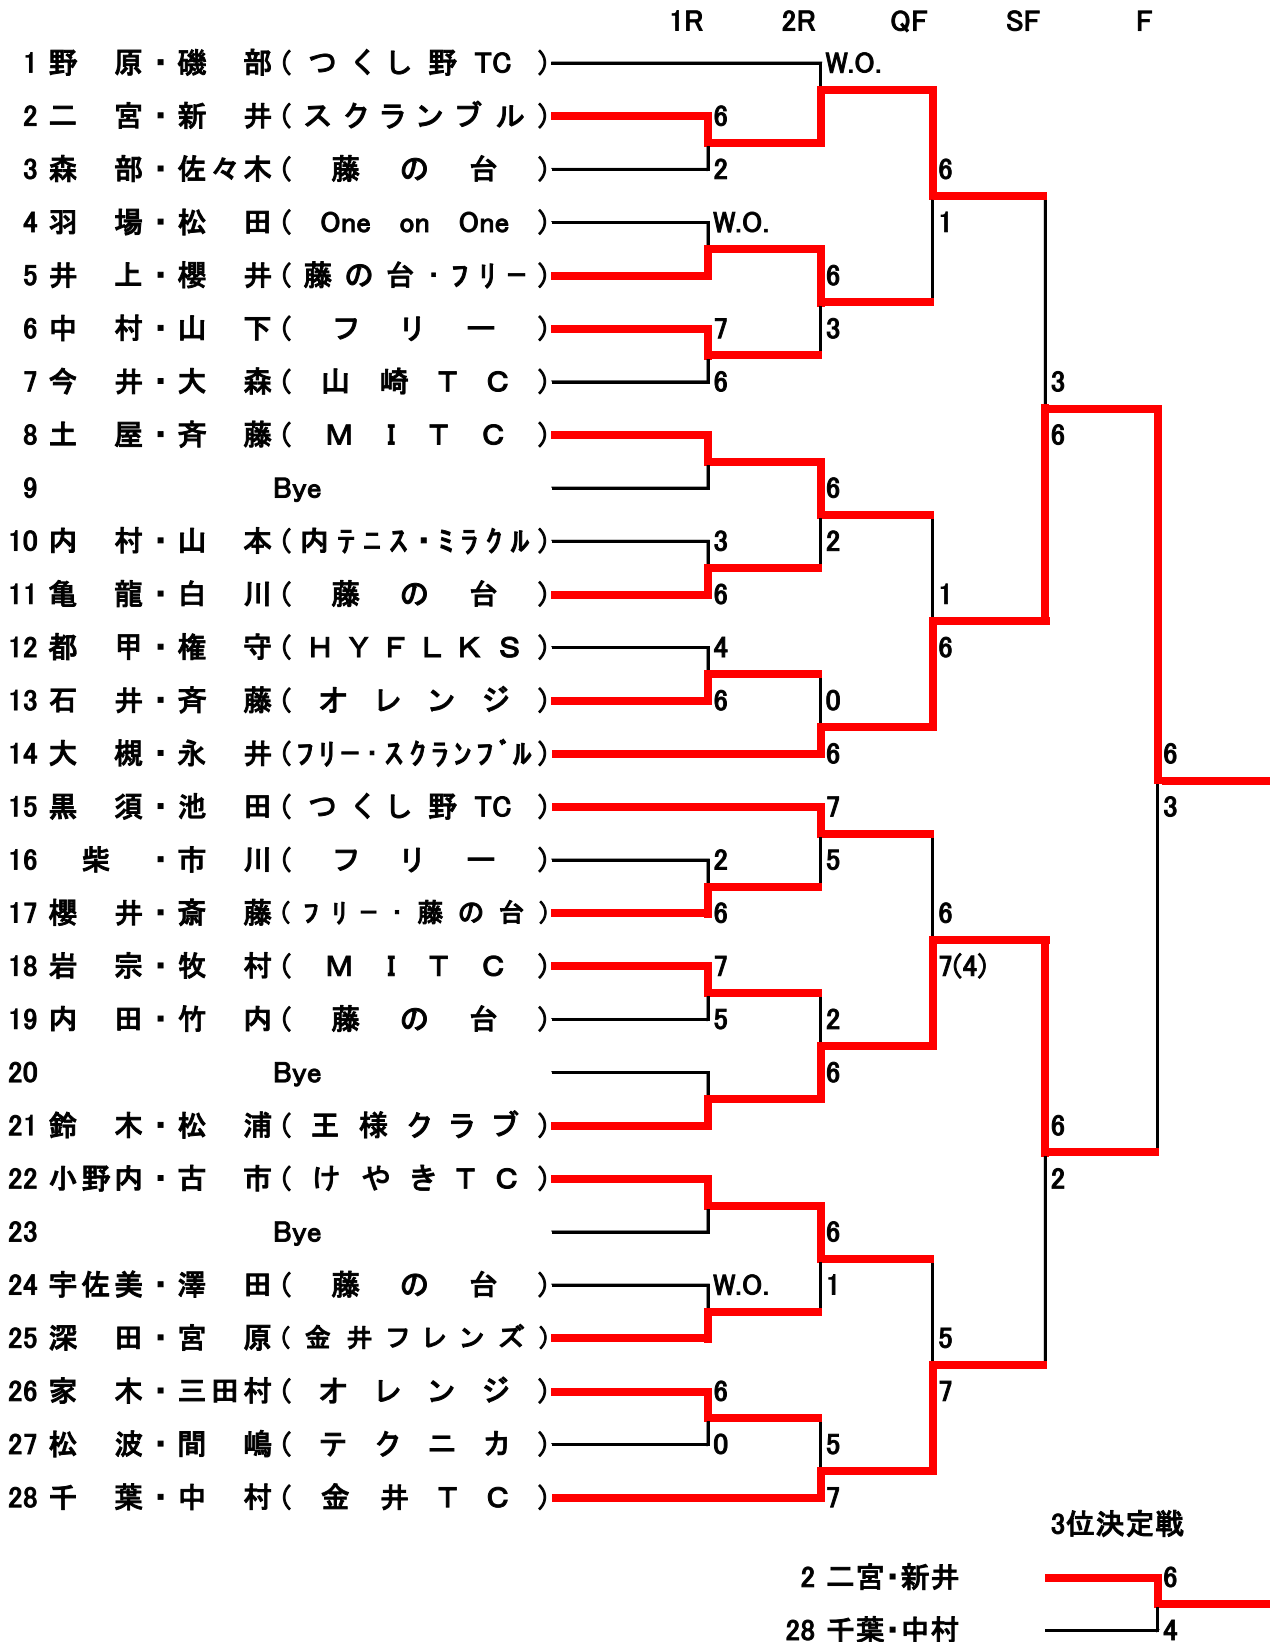 1R 2R QF SF F
1 野原・磯部(つくし野TC) W.O.
2 二宮・新井(スクランブル) 6
3 森部・佐々木(藤の台) 2 6
4 羽場・松田(One on One) W.O. 1
5 井上・櫻井(藤の台・フリー) 6
6 中村・山下(フリー) 7 3
7 今井・大森(山崎TC) 6 3
8 土屋・斉藤(MITC) 6
9 Bye 6
10 内村・山本(内テニス・ミラクル) 3 2
11 亀龍・白川(藤の台) 6 1
12 都甲・権守(HYFLKS) 4 6
13 石井・斉藤(オレンジ) 6 0
14 大槻・永井(フリー・スクランブル) 6 6
15 黒須・池田(つくし野TC) 7 3
16 柴・市川(フリー) 2 5
17 櫻井・斎藤(フリー・藤の台) 6 6
18 岩宗・牧村(MITC) 7 7(4)
19 内田・竹内(藤の台) 5 2
20 Bye 6
21 鈴木・松浦(王様クラブ) 6
22 小野内・古市(けやきTC) 2
23 Bye 6
24 宇佐美・澤田(藤の台) W.O. 1
25 深田・宮原(金井フレンズ) 5
26 家木・三田村(オレンジ) 6 7
27 松波・間嶋(テクニカ) 0 5
28 千葉・中村(金井TC) 7
3位決定戦
2 二宮・新井 6
28 千葉・中村 4